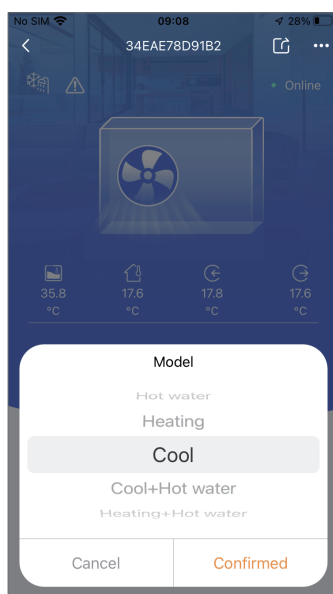 No SIM 09:08 28%
34EAE78D91B2
Online
35.8 17.6 17.8 17.6
°C °C °C °C
Model
Hot water
Heating
Cool
Cool+Hot water
Heating+Hot water
Cancel Confirmed